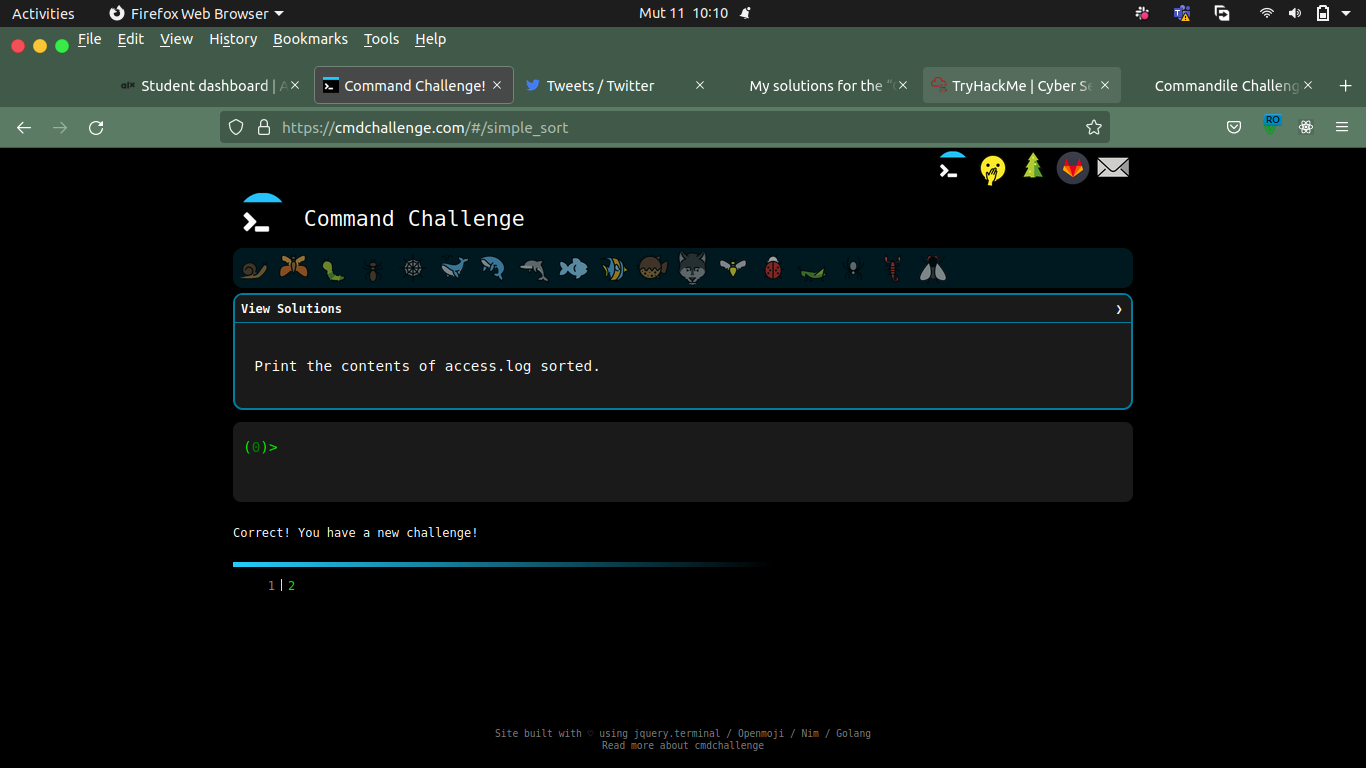 Activities Firefox Web Browser Mut 11 10:10
File Edit View History Bookmarks Tools Help
Student dashboard | A Command Challenge! Tweets / Twitter My solutions for the “ TryHackMe | Cyber Se Commandile Challeng
https://cmdchallenge.com/#/simple_sort RO
Command Challenge
View Solutions
Print the contents of access.log sorted.
(0)>
Correct! You have a new challenge!
1 2
Site built with ♡ using jquery.terminal / Openmoji / Nim / Golang
Read more about cmdchallenge